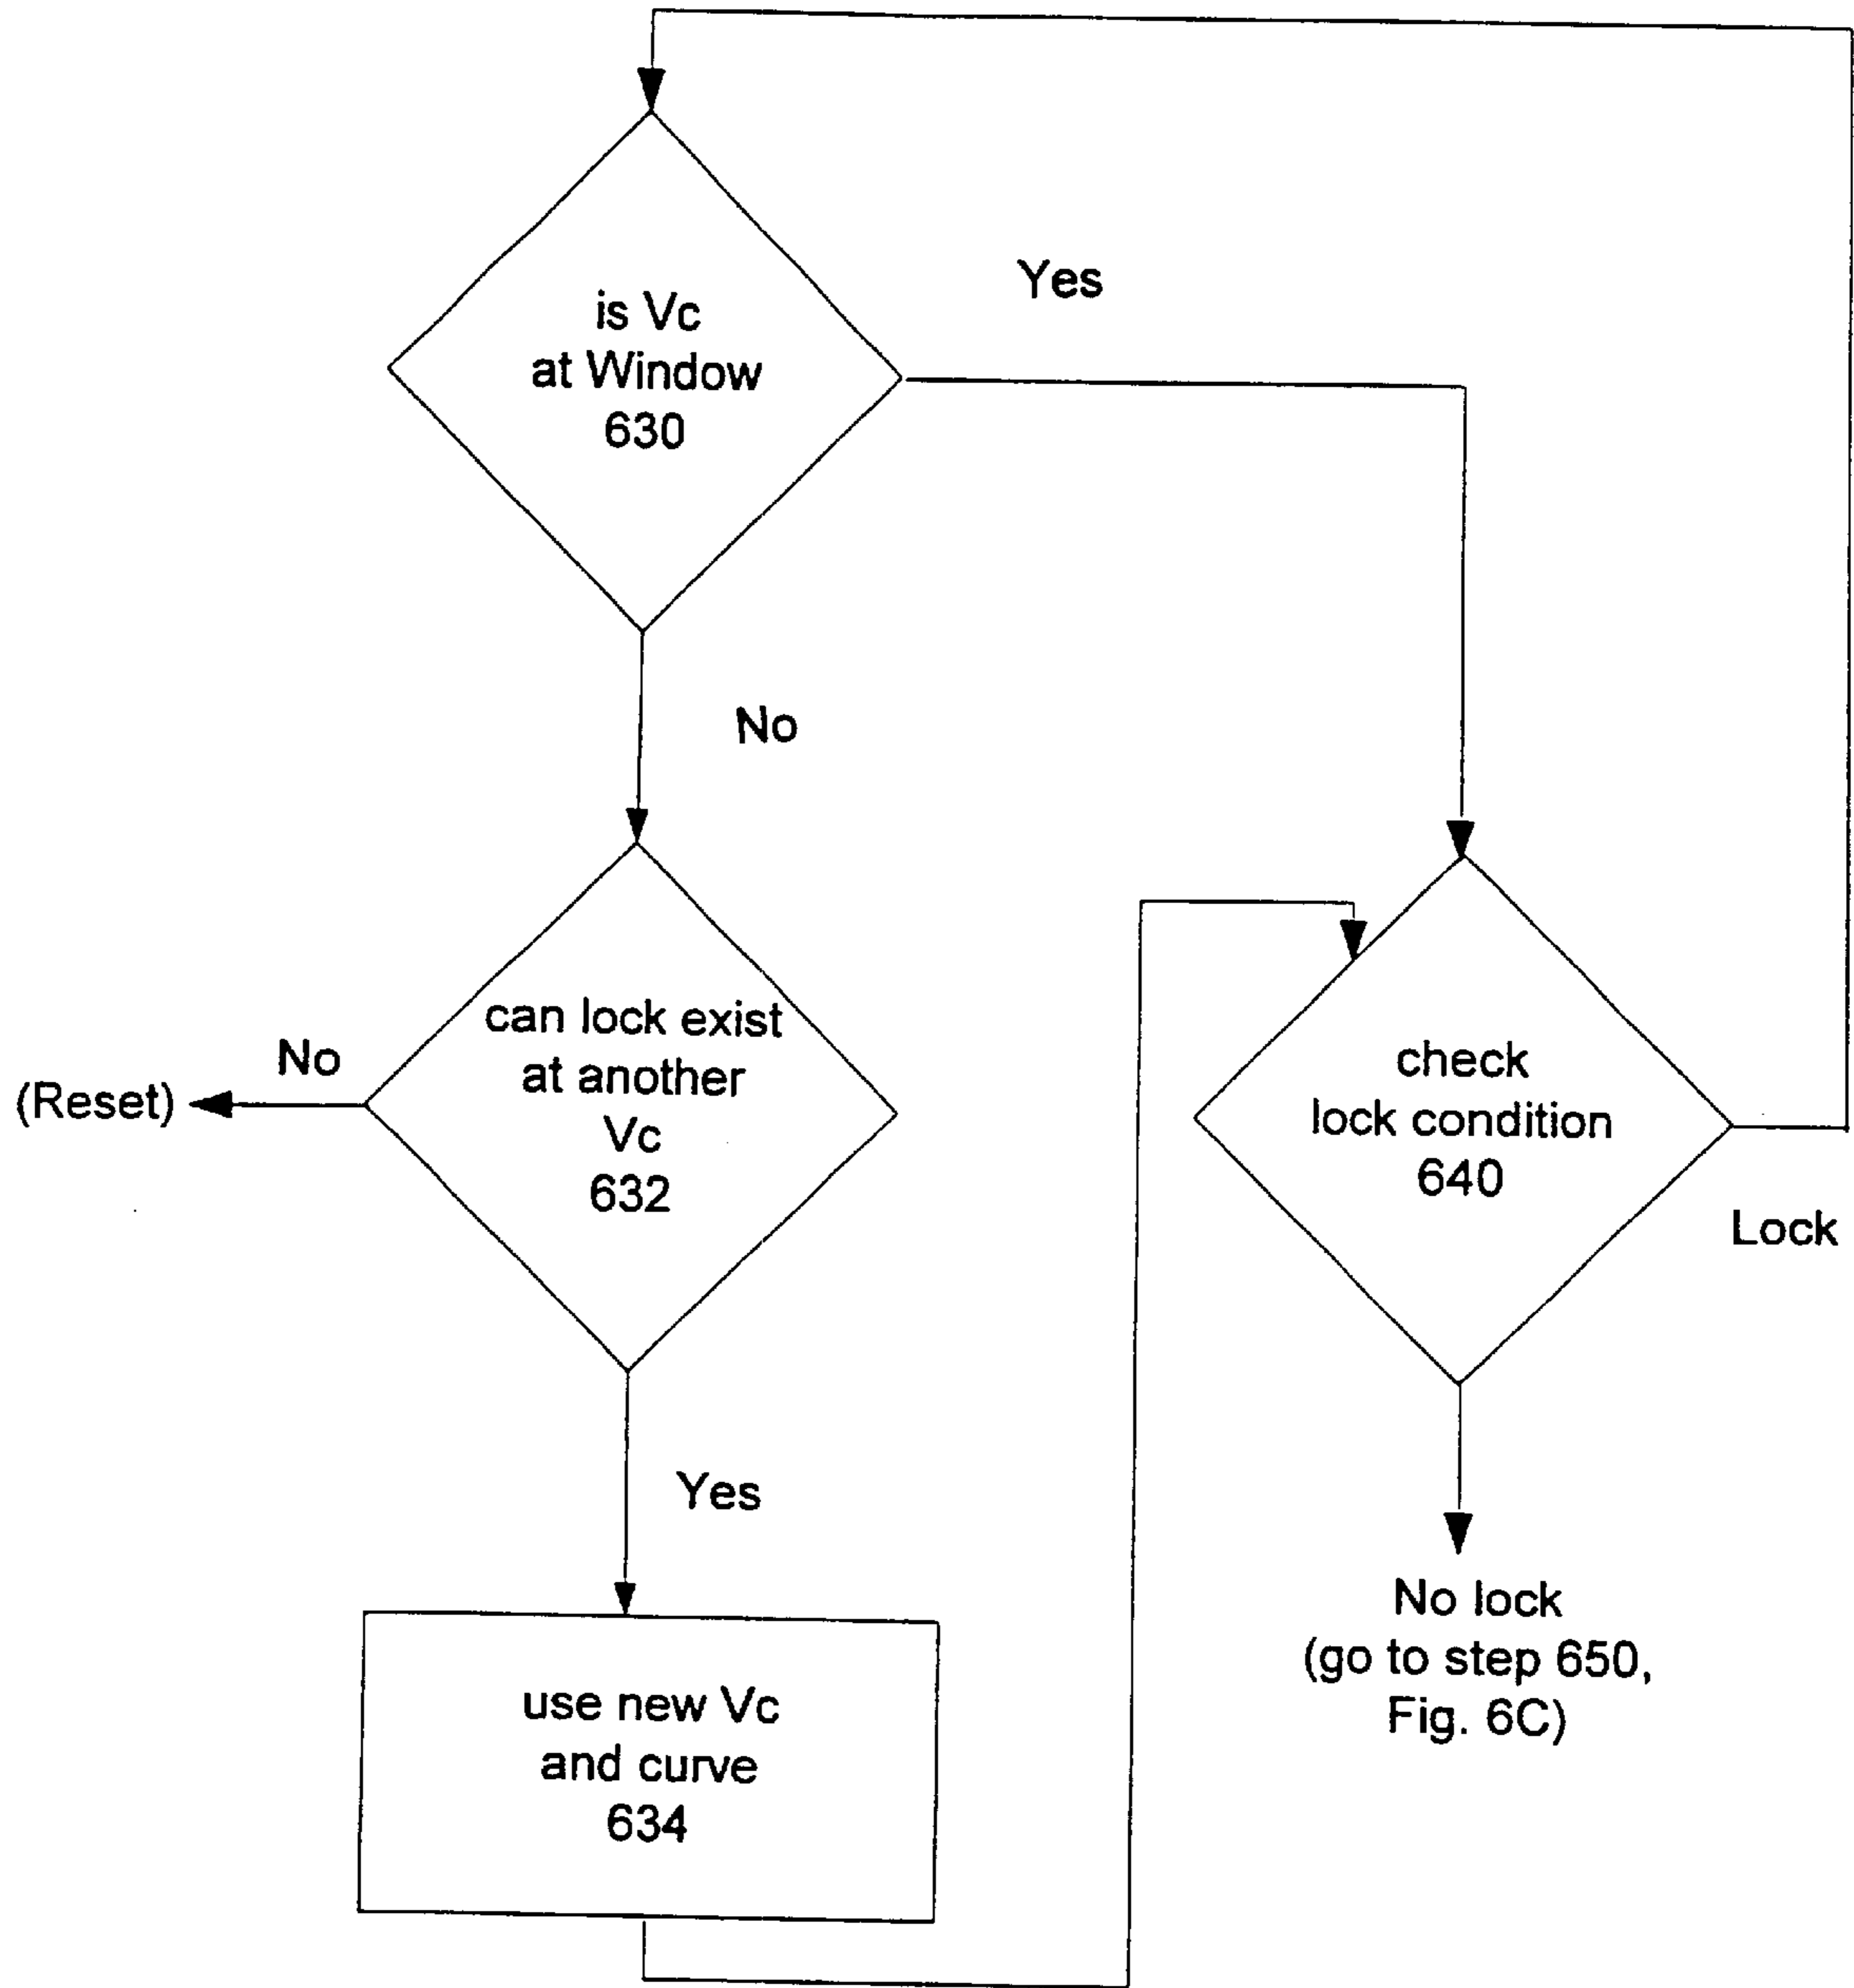 is Vc
at Window
630
Yes
No
can lock exist
at another
Vc
632
No
(Reset)
Yes
use new Vc
and curve
634
check
lock condition
640
Lock
No lock
(go to step 650,
Fig. 6C)